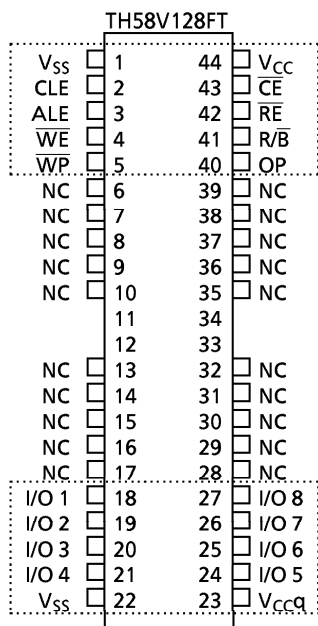 TH58V128FT
VSS 1 44 VCC
CLE 2 43 C̅E̅
ALE 3 42 R̅E̅
W̅E̅ 4 41 R/B̅
W̅P̅ 5 40 OP
NC 6 39 NC
NC 7 38 NC
NC 8 37 NC
NC 9 36 NC
NC 10 35 NC
11 34
12 33
NC 13 32 NC
NC 14 31 NC
NC 15 30 NC
NC 16 29 NC
NC 17 28 NC
I/O 1 18 27 I/O 8
I/O 2 19 26 I/O 7
I/O 3 20 25 I/O 6
I/O 4 21 24 I/O 5
VSS 22 23 VCCq